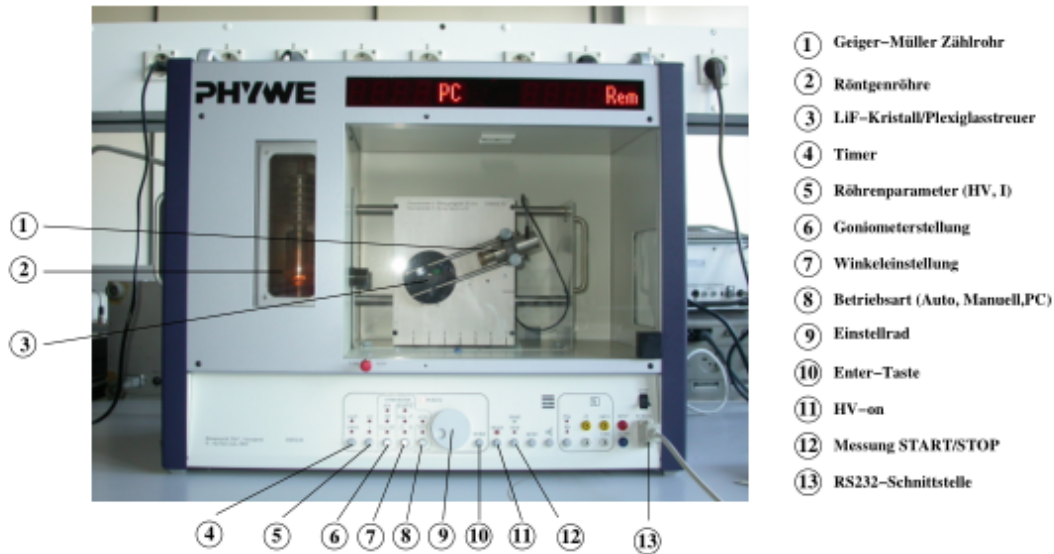 PHYWE
PC Rem
1 Geiger–Müller Zählrohr
2 Röntgenröhre
3 LiF–Kristall/Plexiglasstreuer
4 Timer
5 Röhrenparameter (HV, I)
6 Goniometerstellung
7 Winkeleinstellung
8 Betriebsart (Auto, Manuell,PC)
9 Einstellrad
10 Enter–Taste
11 HV–on
12 Messung START/STOP
13 RS232–Schnittstelle
1
2
3
4 5 6 7 8 9 10 11 12 13